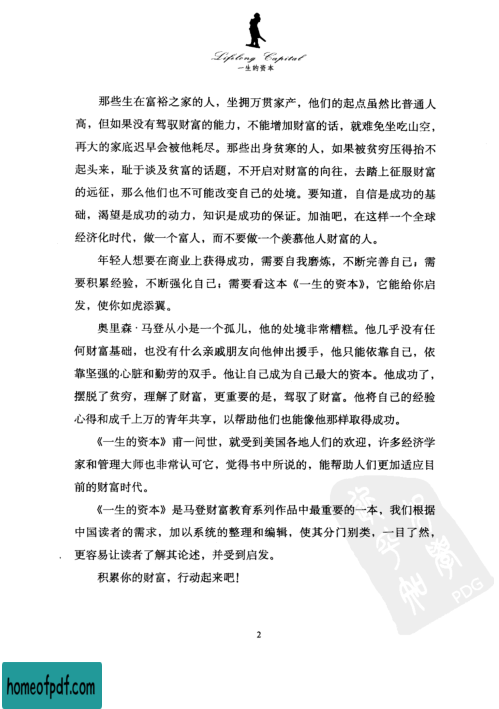 Lifelong Capital
一生的资本
那些生在富裕之家的人，坐拥万贯家产，他们的起点虽然比普通人
高，但如果没有驾驭财富的能力，不能增加财富的话，就难免坐吃山空，
再大的家底迟早会被他耗尽。那些出身贫寒的人，如果被贫穷压得抬不
起头来，耻于谈及贫富的话题，不开启对财富的向往，去踏上征服财富
的远征，那么他们也不可能改变自己的处境。要知道，自信是成功的基
础，渴望是成功的动力，知识是成功的保证。加油吧，在这样一个全球
经济化时代，做一个富人，而不要做一个羡慕他人财富的人。
年轻人想要在商业上获得成功，需要自我磨炼，不断完善自己；需
要积累经验，不断强化自己；需要看这本《一生的资本》，它能给你启
发，使你如虎添翼。
奥里森·马登从小是一个孤儿，他的处境非常糟糕。他几乎没有任
何财富基础，也没有什么亲戚朋友向他伸出援手，他只能依靠自己，依
靠坚强的心脏和勤劳的双手。他让自己成为自己最大的资本。他成功了，
摆脱了贫穷，理解了财富，更重要的是，驾驭了财富。他将自己的经验
心得和成千上万的青年共享，以帮助他们也能像他那样取得成功。
《一生的资本》甫一问世，就受到美国各地人们的欢迎，许多经济学
家和管理大师也非常认可它，觉得书中所说的，能帮助人们更加适应目
前的财富时代。
《一生的资本》是马登财富教育系列作品中最重要的一本，我们根据
中国读者的需求，加以系统的整理和编辑，使其分门别类，一目了然，
更容易让读者了解其论述，并受到启发。
积累你的财富，行动起来吧！
PDG
2
homeofpdf.com